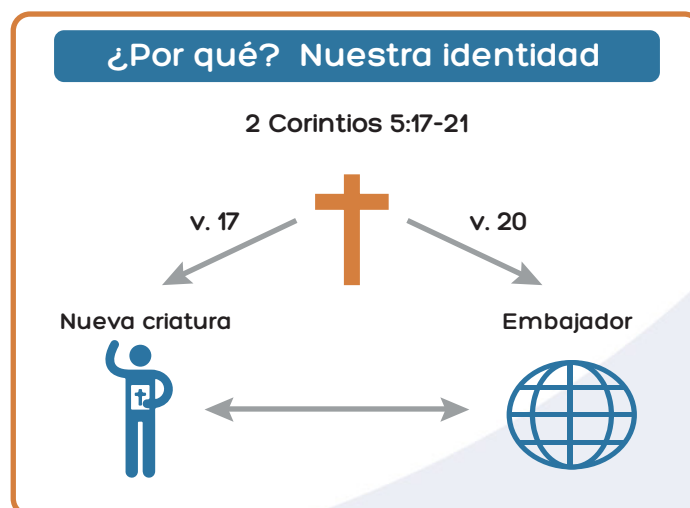 ¿Por qué? Nuestra identidad
2 Corintios 5:17-21
v. 17
v. 20
Nueva criatura
Embajador